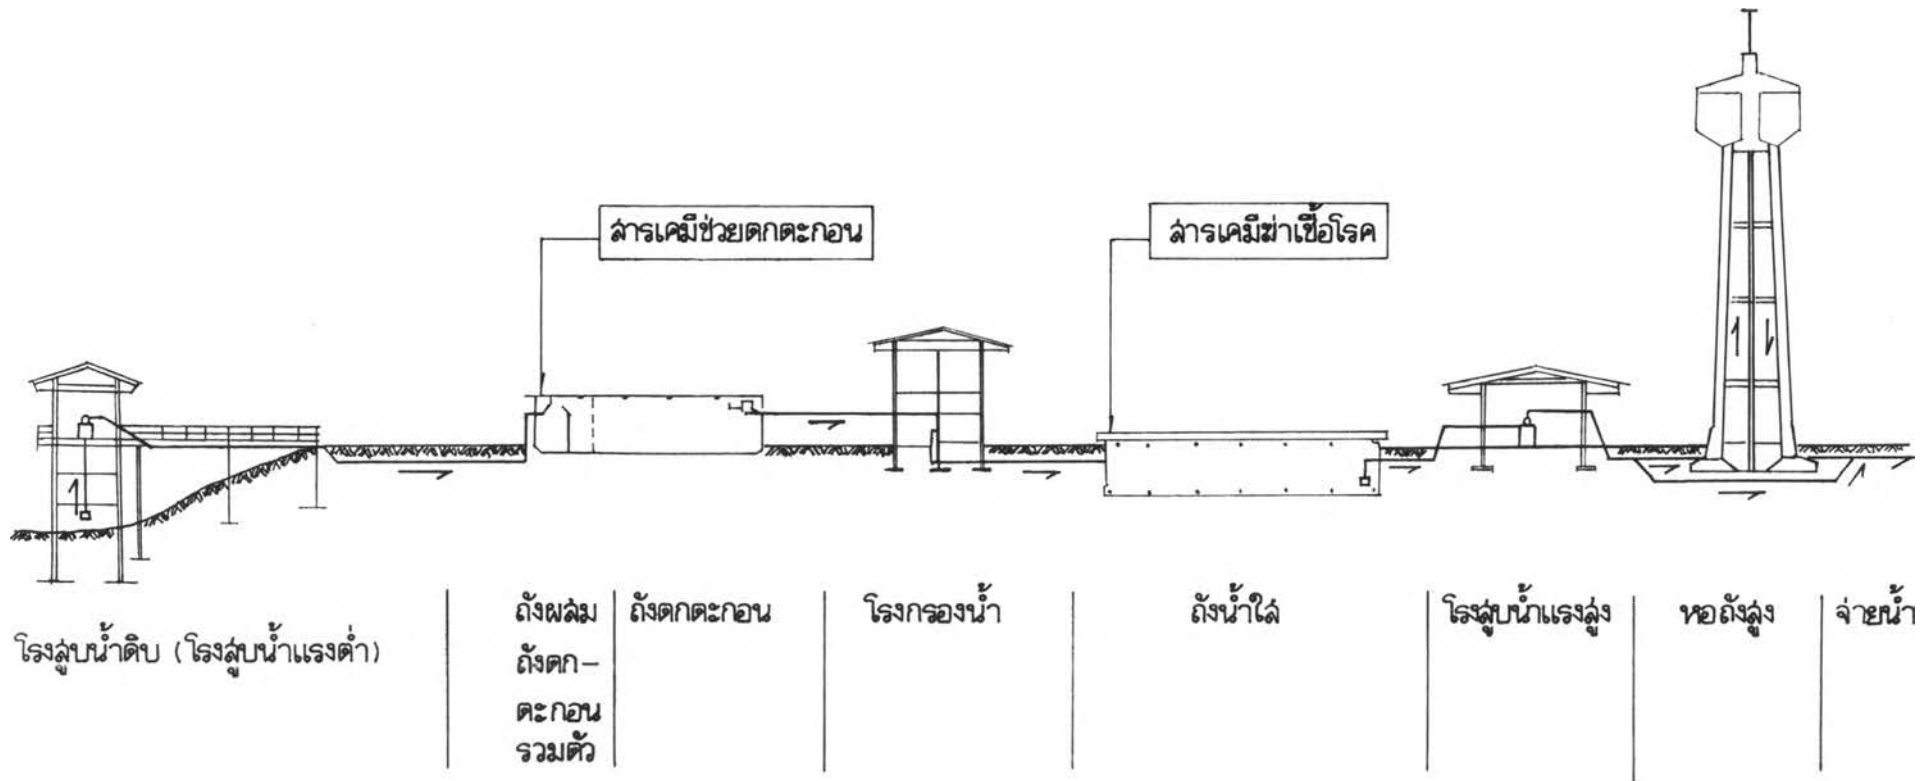 สารเคมีช่วยตกตะกอน
สารเคมีฆ่าเชื้อโรค
โรงสูบน้ำดิบ (โรงสูบน้ำแรงต่ำ)
ถังผสม
ถังตก-
ตะกอน
รวมตัว
ถังตกตะกอน
โรงกรองน้ำ
ถังน้ำใส
โรงสูบน้ำแรงสูง
หอถังสูง
จ่ายน้ำ